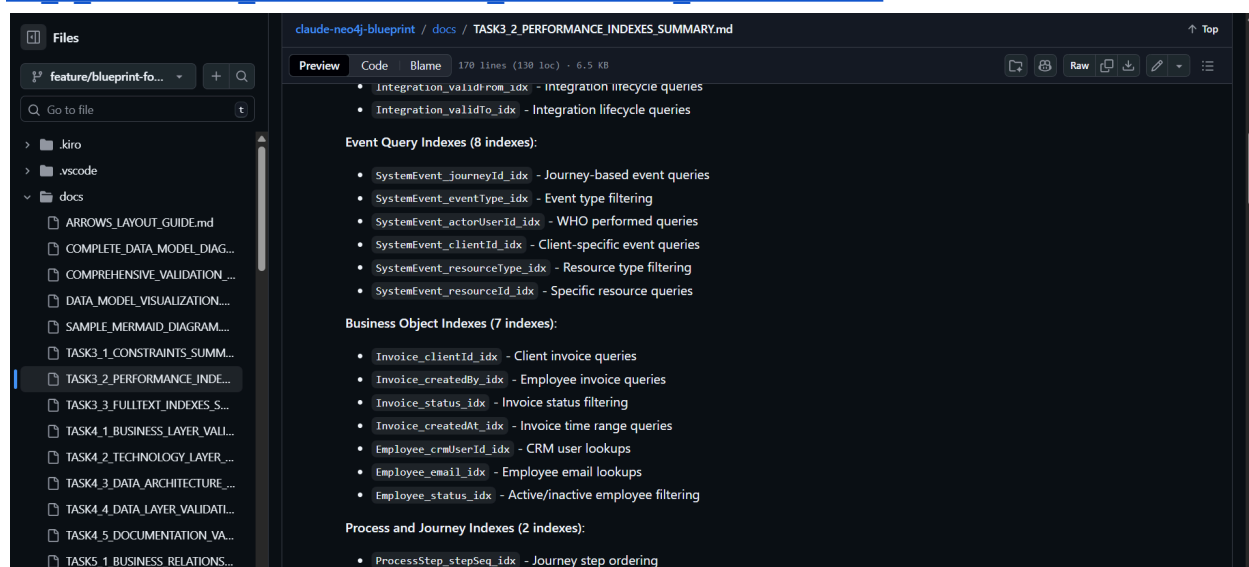 Files
feature/blueprint-fo...
Go to file
t
.kiro
.vscode
docs
ARROWS_LAYOUT_GUIDE.md
COMPLETE_DATA_MODEL_DIAG...
COMPREHENSIVE_VALIDATION_...
DATA_MODEL_VISUALIZATION....
SAMPLE_MERMAID_DIAGRAM....
TASK3_1_CONSTRAINTS_SUMM...
TASK3_2_PERFORMANCE_INDE...
TASK3_3_FULLTEXT_INDEXES_S...
TASK4_1_BUSINESS_LAYER_VALI...
TASK4_2_TECHNOLOGY_LAYER_...
TASK4_3_DATA_ARCHITECTURE_...
TASK4_4_DATA_LAYER_VALIDATI...
TASK4_5_DOCUMENTATION_VA...
TASK5_1_BUSINESS_RELATIONS...
claude-neo4j-blueprint / docs / TASK3_2_PERFORMANCE_INDEXES_SUMMARY.md
Top
Preview Code Blame 170 lines (130 loc) · 6.5 KB Raw
Integration_validFrom_idx - Integration lifecycle queries
Integration_validTo_idx - Integration lifecycle queries
Event Query Indexes (8 indexes):
SystemEvent_journeyId_idx - Journey-based event queries
SystemEvent_eventType_idx - Event type filtering
SystemEvent_actorUserId_idx - WHO performed queries
SystemEvent_clientId_idx - Client-specific event queries
SystemEvent_resourceType_idx - Resource type filtering
SystemEvent_resourceId_idx - Specific resource queries
Business Object Indexes (7 indexes):
Invoice_clientId_idx - Client invoice queries
Invoice_createdBy_idx - Employee invoice queries
Invoice_status_idx - Invoice status filtering
Invoice_createdAt_idx - Invoice time range queries
Employee_crmUserId_idx - CRM user lookups
Employee_email_idx - Employee email lookups
Employee_status_idx - Active/inactive employee filtering
Process and Journey Indexes (2 indexes):
ProcessStep_stepSeq_idx - Journey step ordering